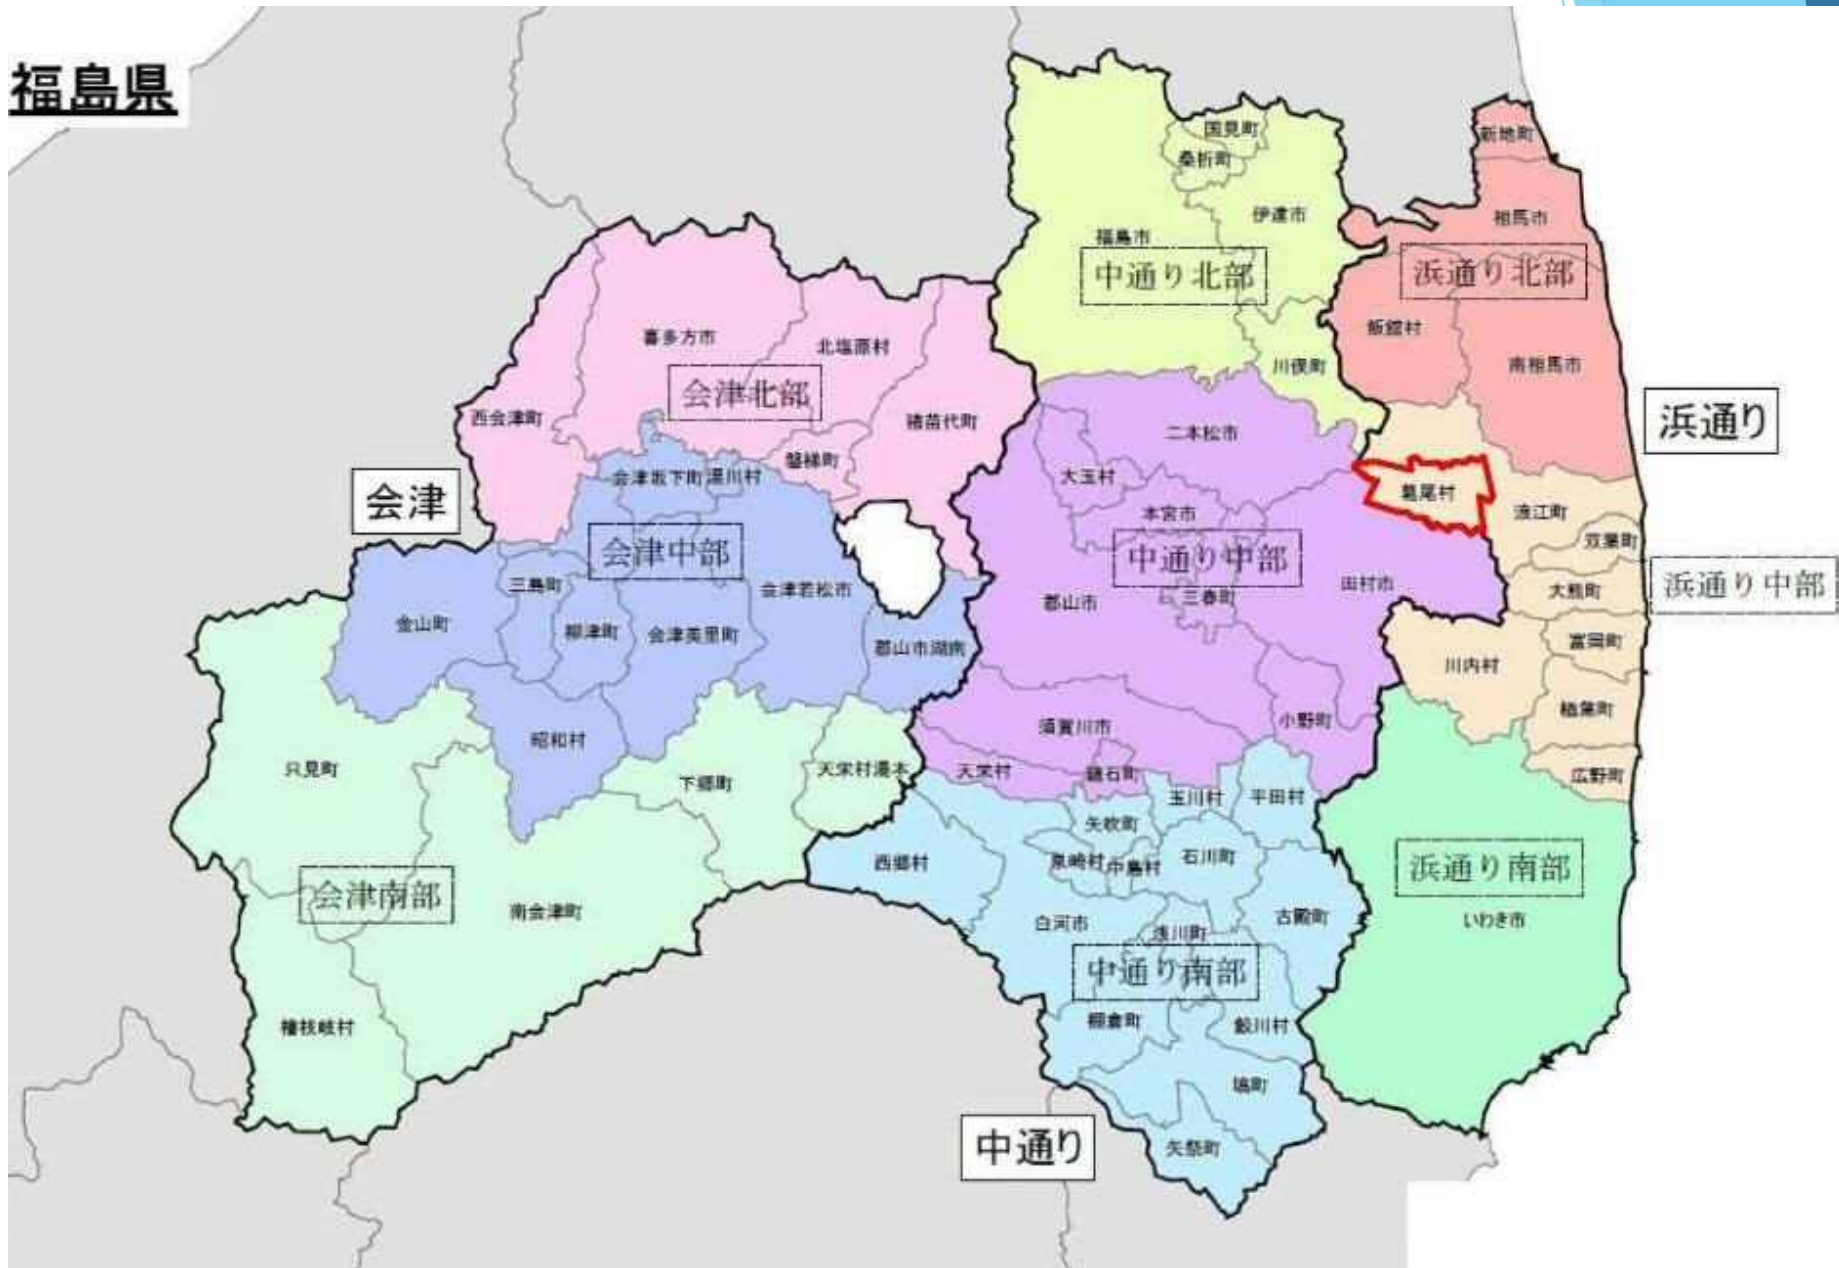 福島県
新地町
国見町
桑折町
相馬市
伊達市
福島市
中通り北部
浜通り北部
飯舘村
喜多方市
北塩原村
川俣町
南相馬市
会津北部
西会津町
猪苗代町
浜通り
二本松市
磐梯町
会津坂下町
湯川村
大玉村
会津
葛尾村
本宮市
浪江町
双葉町
会津中部
中通り中部
三島町
会津若松市
田村市
大熊町
浜通り中部
三春町
郡山市
金山町
柳津町
会津美里町
郡山市湖南
富岡町
川内村
楢葉町
小野町
須賀川市
昭和村
只見町
天栄村湯本
天栄村
鏡石町
下郷町
広野町
玉川村
平田村
矢吹町
石川町
西郷村
泉崎村
中島村
浜通り南部
会津南部
南会津町
古殿町
いわき市
白河市
浅川町
中通り南部
棚倉町
鮫川村
檜枝岐村
塙町
中通り
矢祭町